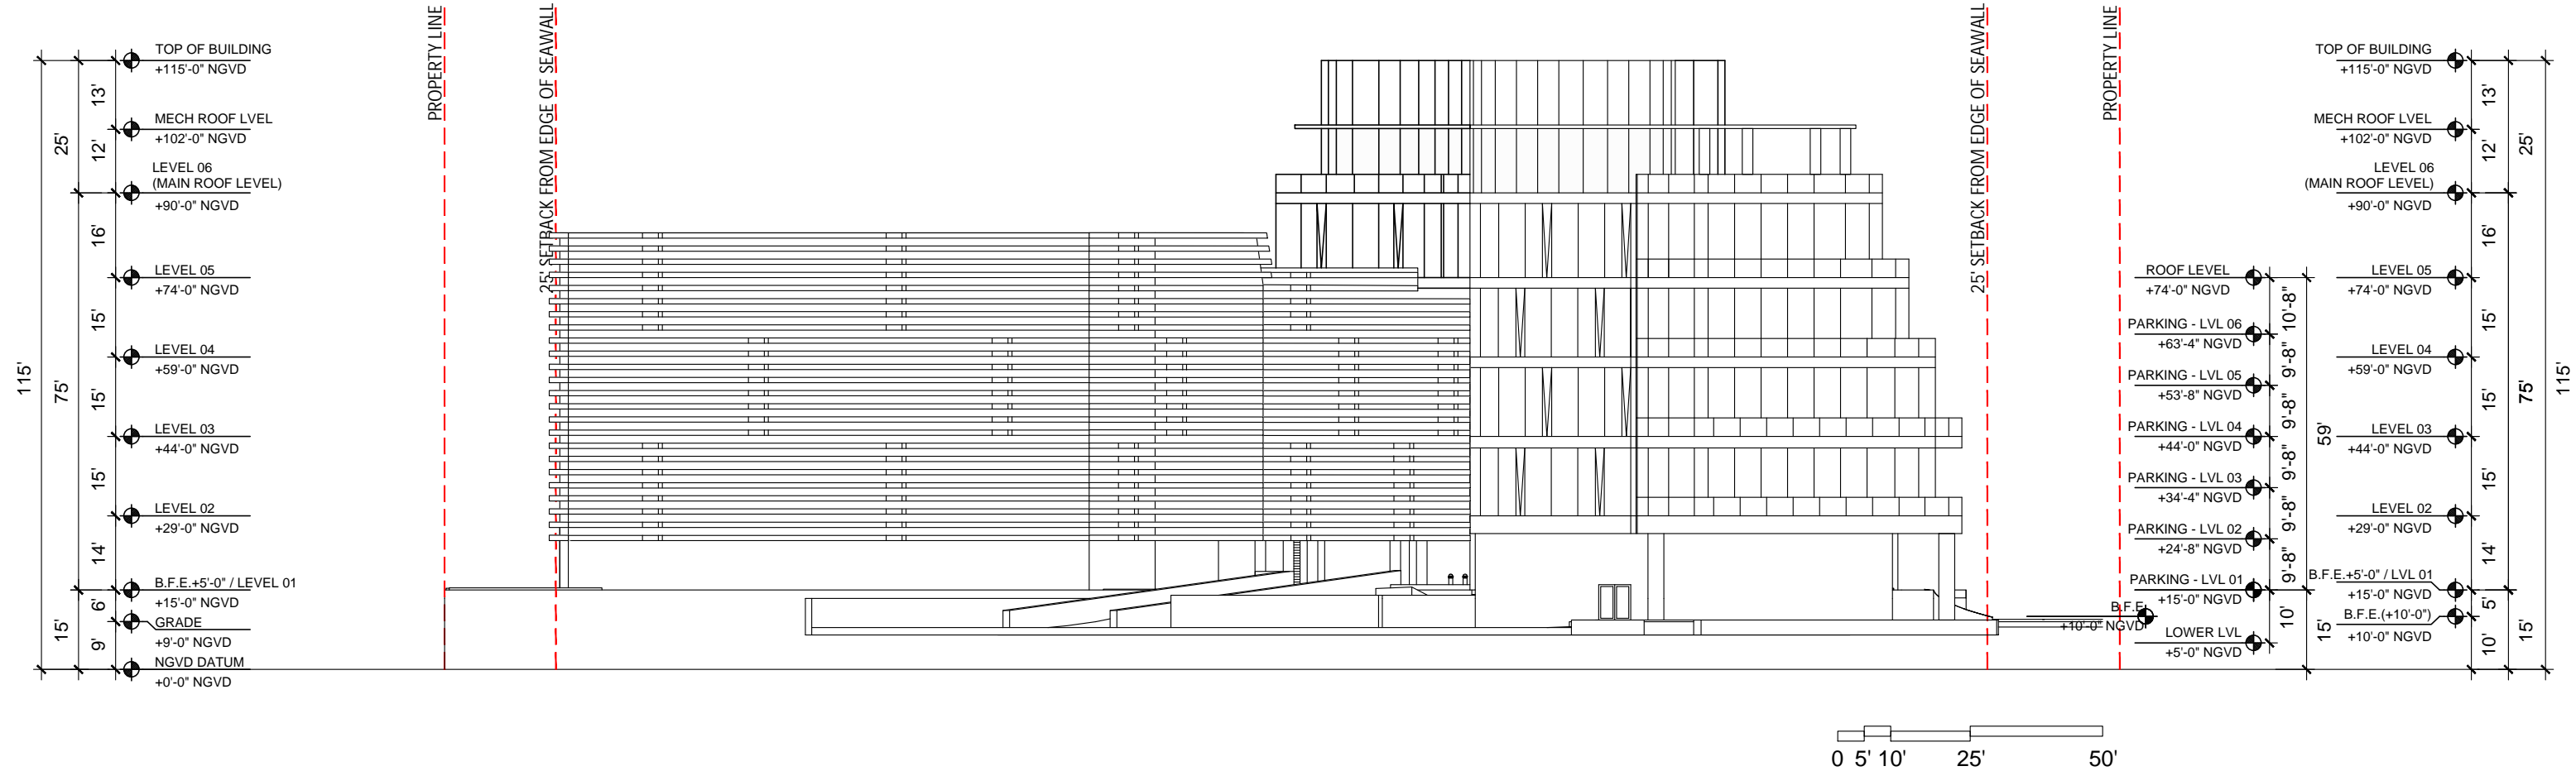 TOP OF BUILDING
+115'-0" NGVD
MECH ROOF LVEL
+102'-0" NGVD
LEVEL 06
(MAIN ROOF LEVEL)
+90'-0" NGVD
LEVEL 05
+74'-0" NGVD
LEVEL 04
+59'-0" NGVD
LEVEL 03
+44'-0" NGVD
LEVEL 02
+29'-0" NGVD
B.F.E.+5'-0" / LEVEL 01
+15'-0" NGVD
GRADE
+9'-0" NGVD
NGVD DATUM
+0'-0" NGVD
115'
25'
75'
15'
13'
12'
16'
15'
15'
15'
14'
6'
9'
PROPERTY LINE
25' SETBACK FROM EDGE OF SEAWALL
25' SETBACK FROM EDGE OF SEAWALL
PROPERTY LINE
B.F.E.
+10'-0" NGVD
ROOF LEVEL
+74'-0" NGVD
PARKING - LVL 06
+63'-4" NGVD
PARKING - LVL 05
+53'-8" NGVD
PARKING - LVL 04
+44'-0" NGVD
PARKING - LVL 03
+34'-4" NGVD
PARKING - LVL 02
+24'-8" NGVD
PARKING - LVL 01
+15'-0" NGVD
LOWER LVL
+5'-0" NGVD
10'-8"
9'-8"
9'-8"
9'-8"
9'-8"
9'-8"
10'
59'
15'
TOP OF BUILDING
+115'-0" NGVD
MECH ROOF LVEL
+102'-0" NGVD
LEVEL 06
(MAIN ROOF LEVEL)
+90'-0" NGVD
LEVEL 05
+74'-0" NGVD
LEVEL 04
+59'-0" NGVD
LEVEL 03
+44'-0" NGVD
LEVEL 02
+29'-0" NGVD
B.F.E.+5'-0" / LVL 01
+15'-0" NGVD
B.F.E.(+10'-0")
+10'-0" NGVD
13'
12'
16'
15'
15'
15'
14'
5'
10'
25'
75'
15'
115'
0 5' 10' 25' 50'